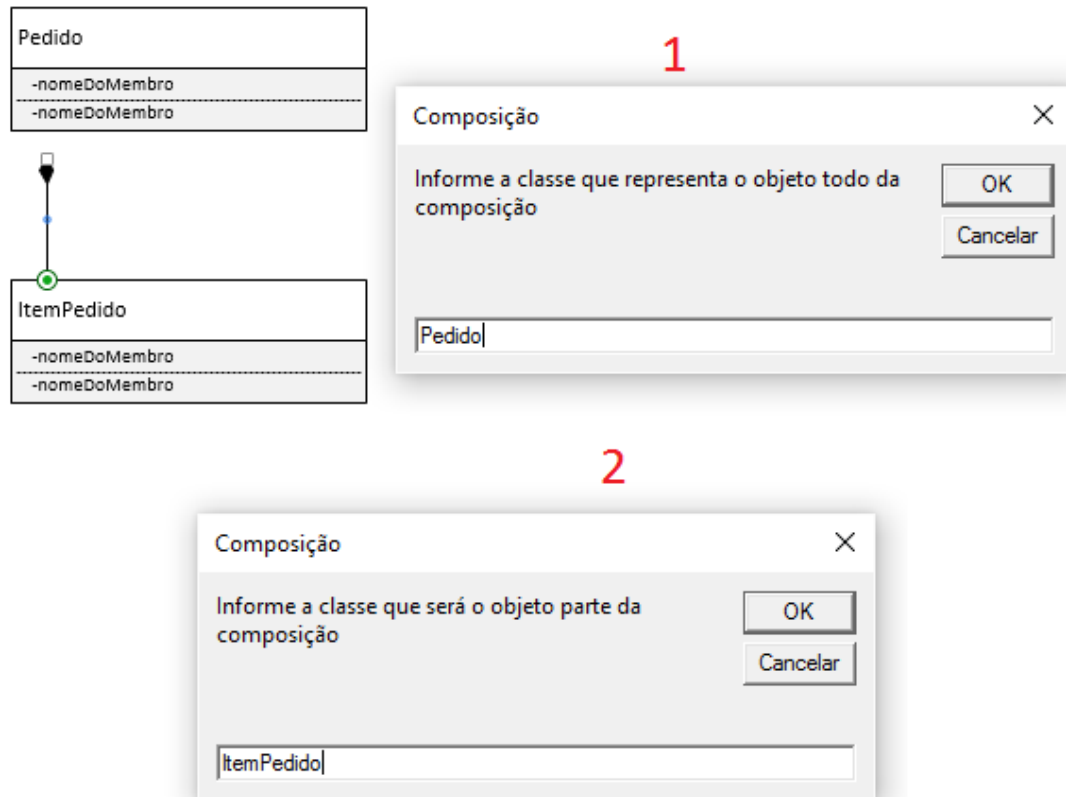 Pedido
-nomeDoMembro
-nomeDoMembro
ItemPedido
-nomeDoMembro
-nomeDoMembro
1
Composição
Informe a classe que representa o objeto todo da
composição
OK
Cancelar
Pedido
2
Composição
Informe a classe que será o objeto parte da
composição
OK
Cancelar
ItemPedido